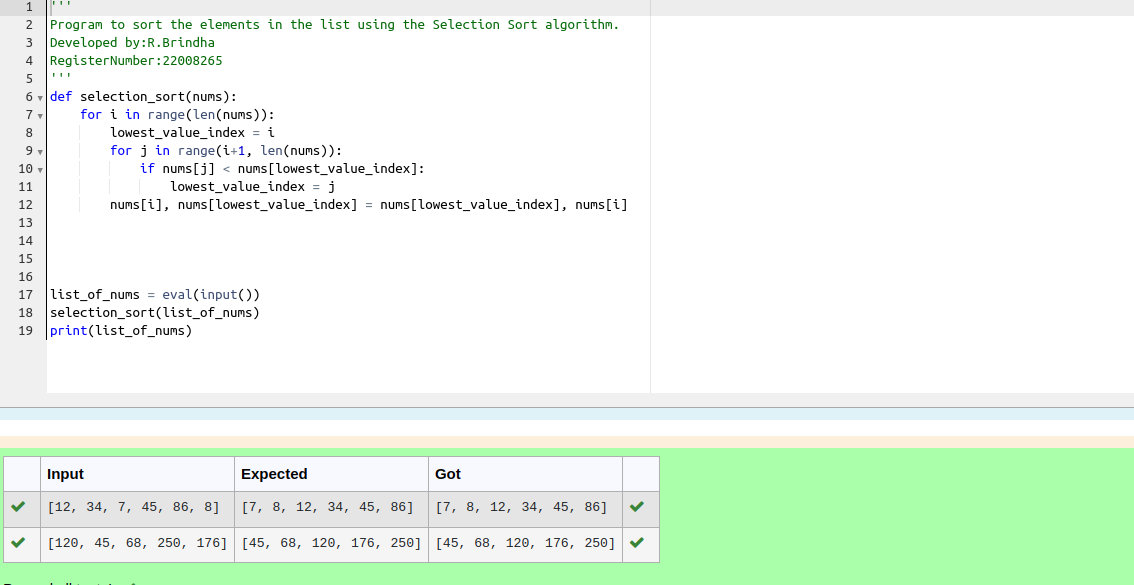 1 '''
2 Program to sort the elements in the list using the Selection Sort algorithm.
3 Developed by:R.Brindha
4 RegisterNumber:22008265
5 '''
6 def selection_sort(nums):
7     for i in range(len(nums)):
8         lowest_value_index = i
9         for j in range(i+1, len(nums)):
10             if nums[j] < nums[lowest_value_index]:
11                 lowest_value_index = j
12         nums[i], nums[lowest_value_index] = nums[lowest_value_index], nums[i]
13
14
15
16
17 list_of_nums = eval(input())
18 selection_sort(list_of_nums)
19 print(list_of_nums)
Input Expected Got
[12, 34, 7, 45, 86, 8] [7, 8, 12, 34, 45, 86] [7, 8, 12, 34, 45, 86]
[120, 45, 68, 250, 176] [45, 68, 120, 176, 250] [45, 68, 120, 176, 250]